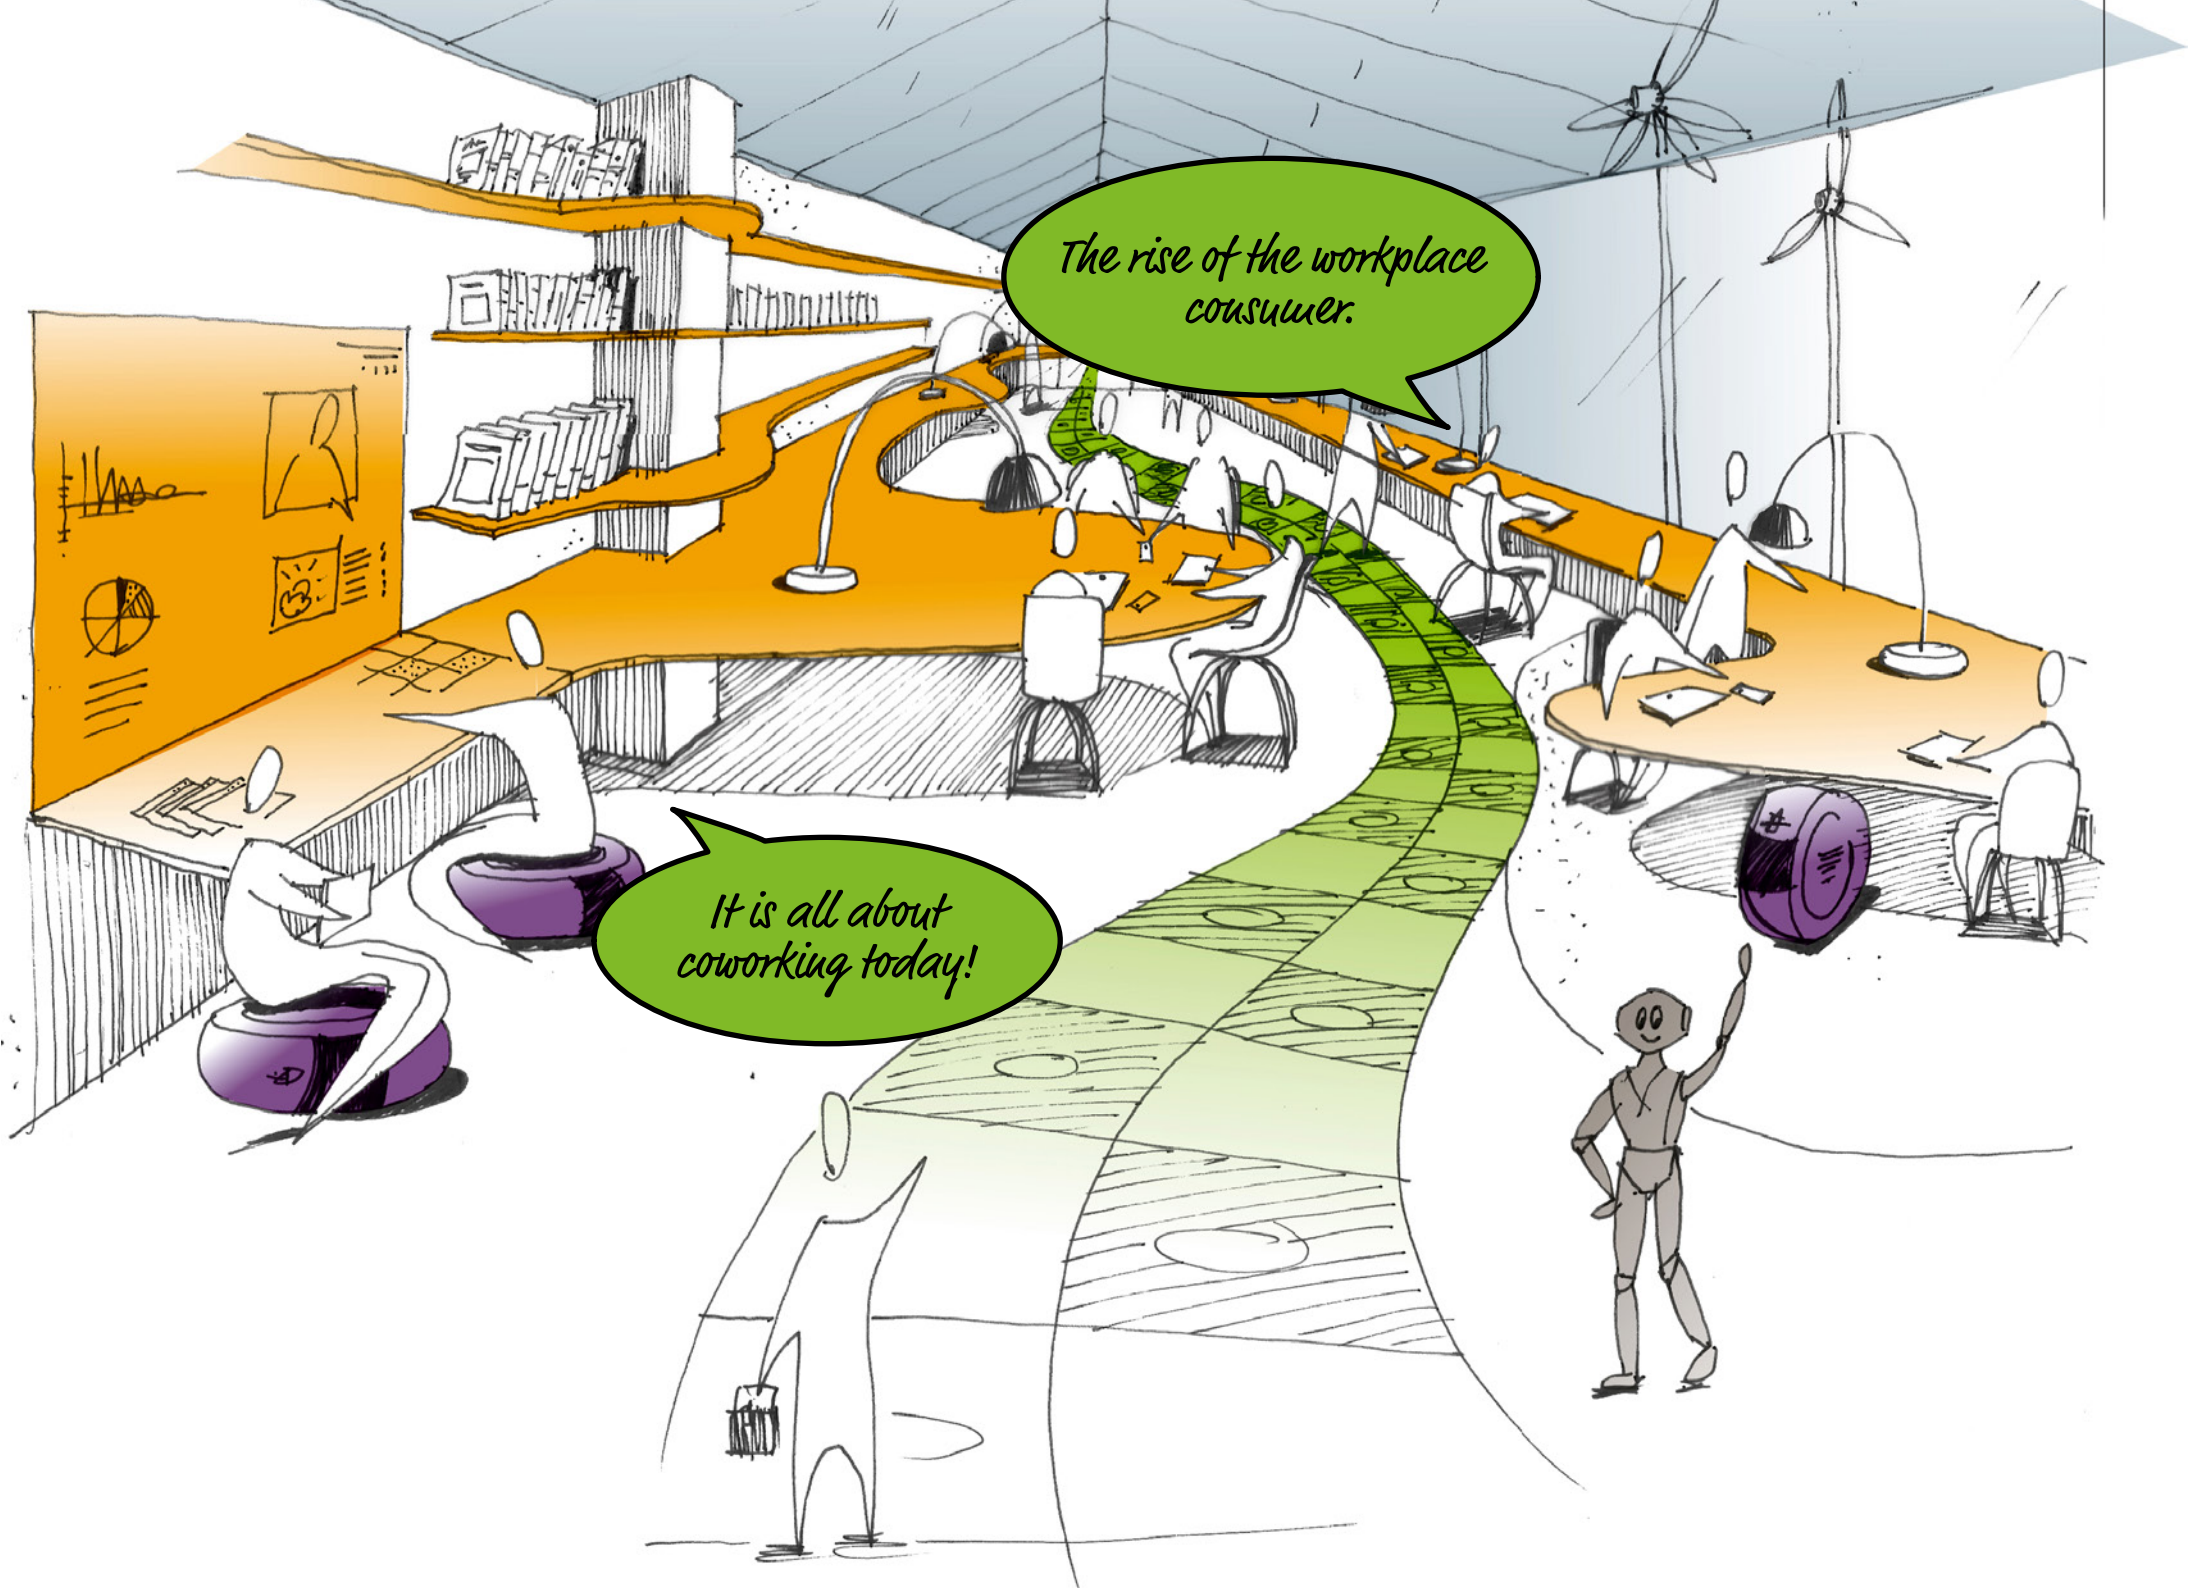 The rise of the workplace
consumer.
It is all about
coworking today!